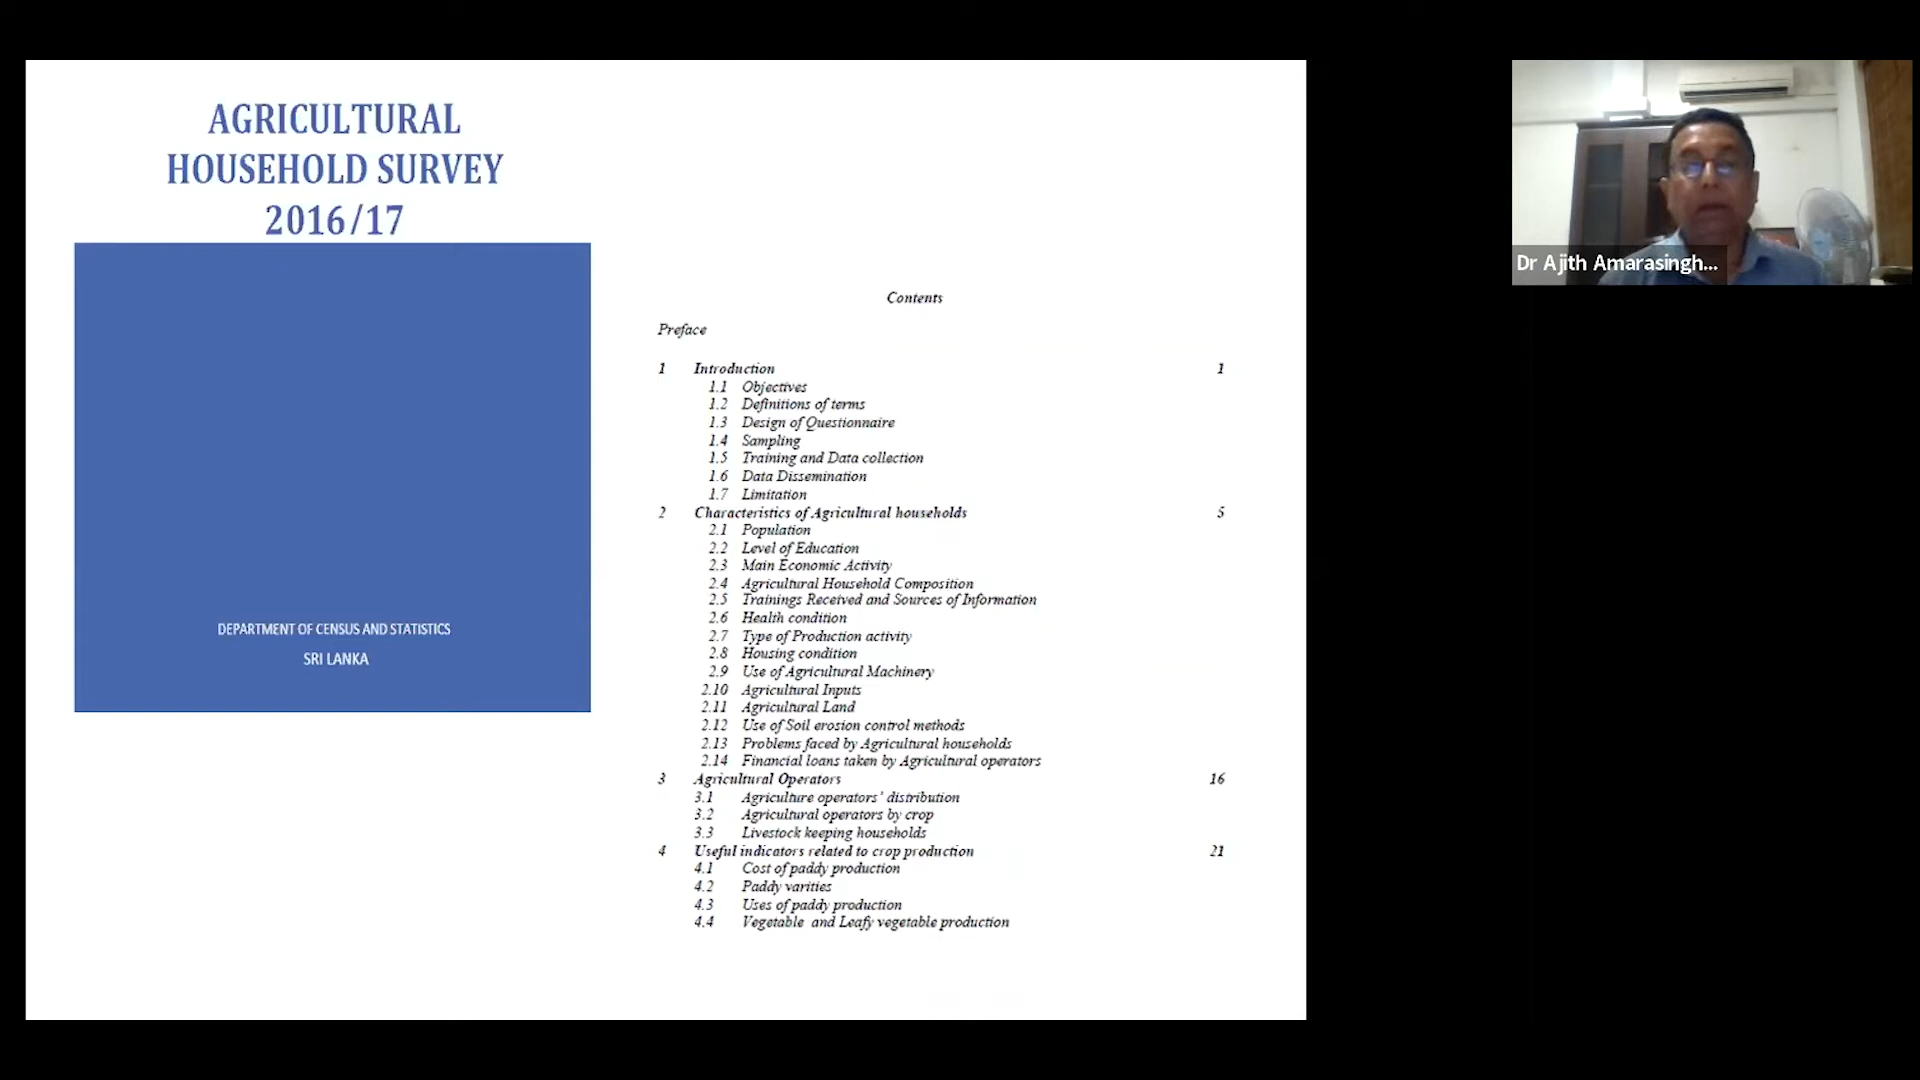 AGRICULTURAL
HOUSEHOLD SURVEY
2016/17
DEPARTMENT OF CENSUS AND STATISTICS
SRI LANKA
Contents
Preface
1 Introduction 1
1.1 Objectives
1.2 Definitions of terms
1.3 Design of Questionnaire
1.4 Sampling
1.5 Training and Data collection
1.6 Data Dissemination
1.7 Limitation
2 Characteristics of Agricultural households 5
2.1 Population
2.2 Level of Education
2.3 Main Economic Activity
2.4 Agricultural Household Composition
2.5 Trainings Received and Sources of Information
2.6 Health condition
2.7 Type of Production activity
2.8 Housing condition
2.9 Use of Agricultural Machinery
2.10 Agricultural Inputs
2.11 Agricultural Land
2.12 Use of Soil erosion control methods
2.13 Problems faced by Agricultural households
2.14 Financial loans taken by Agricultural operators
3 Agricultural Operators 16
3.1 Agriculture operators' distribution
3.2 Agricultural operators by crop
3.3 Livestock keeping households
4 Useful indicators related to crop production 21
4.1 Cost of paddy production
4.2 Paddy varities
4.3 Uses of paddy production
4.4 Vegetable and Leafy vegetable production
Dr Ajith Amarasingh...